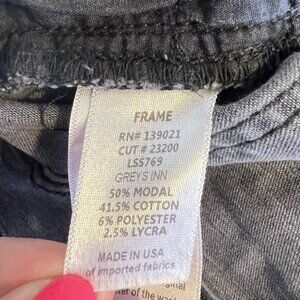 FRAME
RN# 139021
CUT # 23200
LSS769
GREYS INN
50% MODAL
41.5% COTTON
6% POLYESTER
2.5% LYCRA
MADE IN USA
of imported fabrics